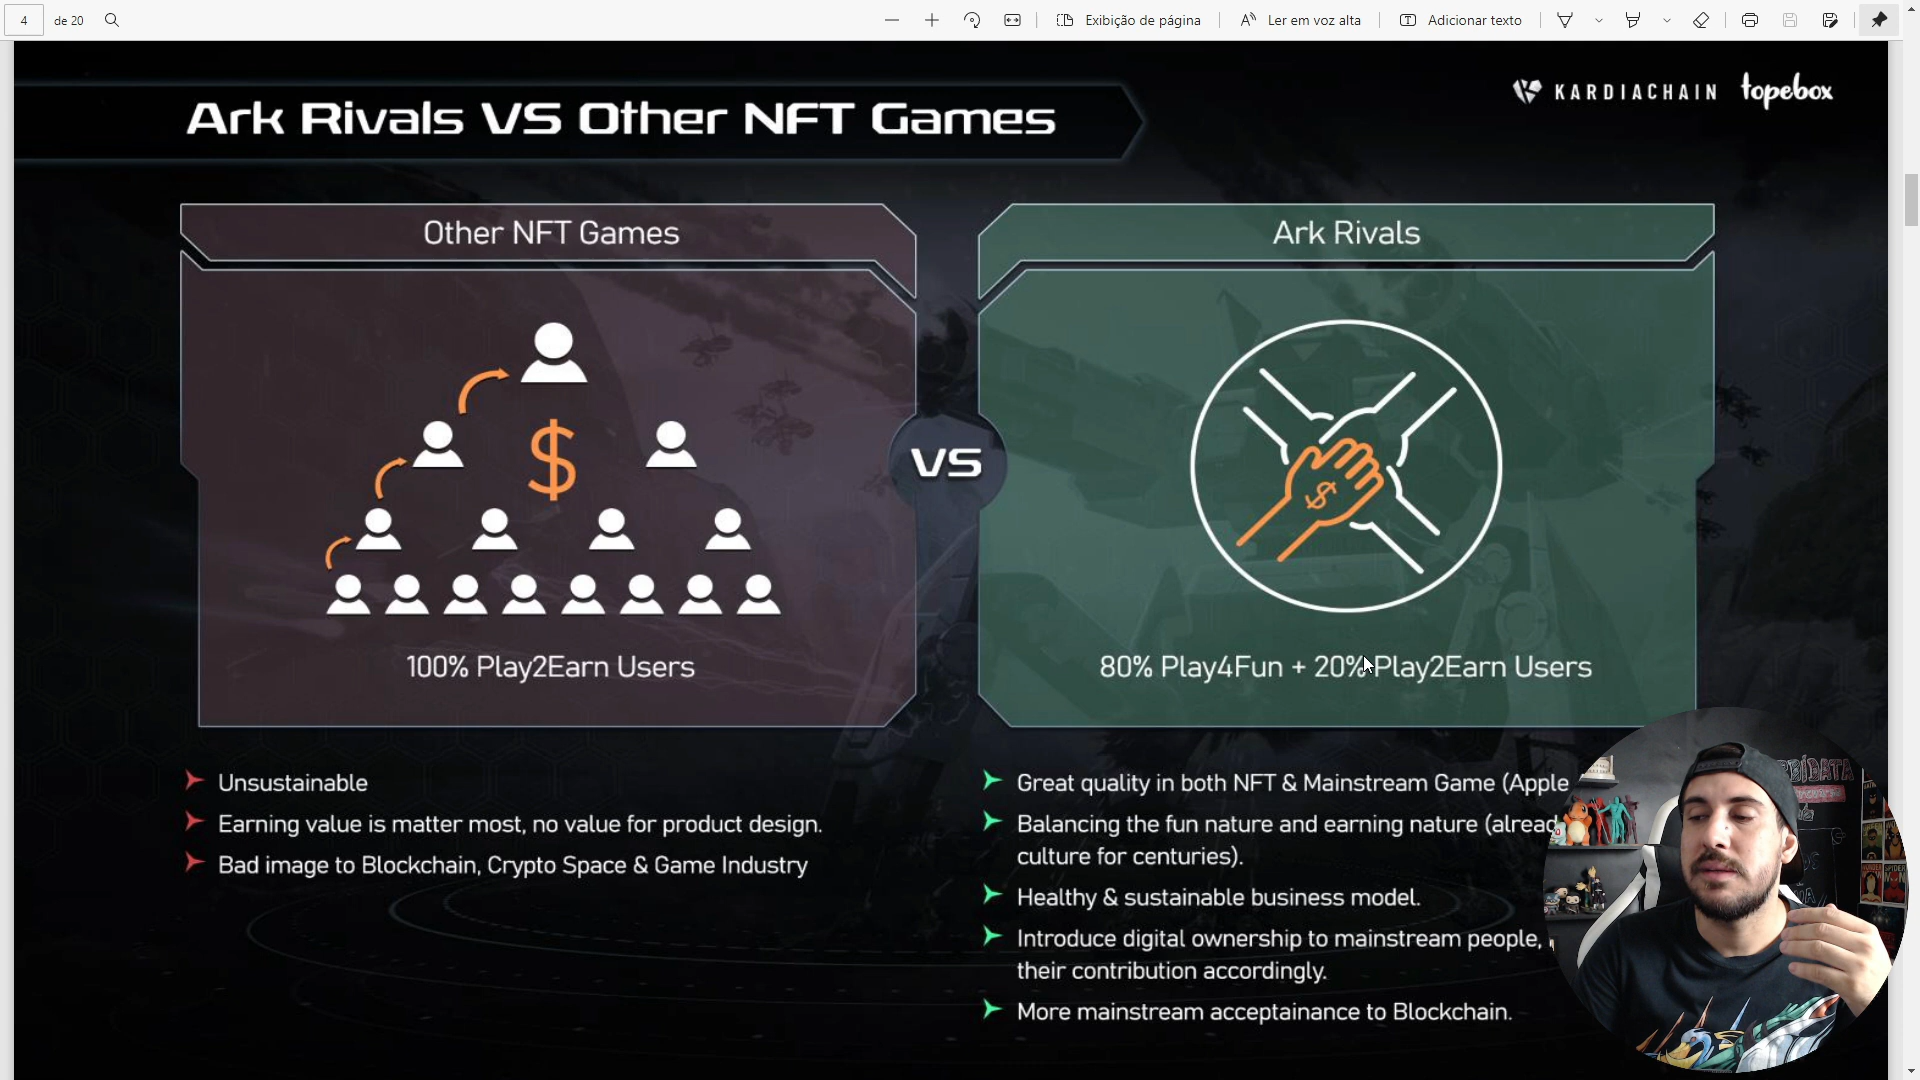 4 de 20 Exibição de página Ler em voz alta Adicionar texto
KARDIACHAIN topebox
Ark Rivals VS Other NFT Games
Other NFT Games
$
100% Play2Earn Users
VS
Ark Rivals
$
80% Play4Fun + 20% Play2Earn Users
Unsustainable
Earning value is matter most, no value for product design.
Bad image to Blockchain, Crypto Space & Game Industry
Great quality in both NFT & Mainstream Game (Apple
Balancing the fun nature and earning nature (alread
culture for centuries).
Healthy & sustainable business model.
Introduce digital ownership to mainstream people,
their contribution accordingly.
More mainstream acceptainance to Blockchain.